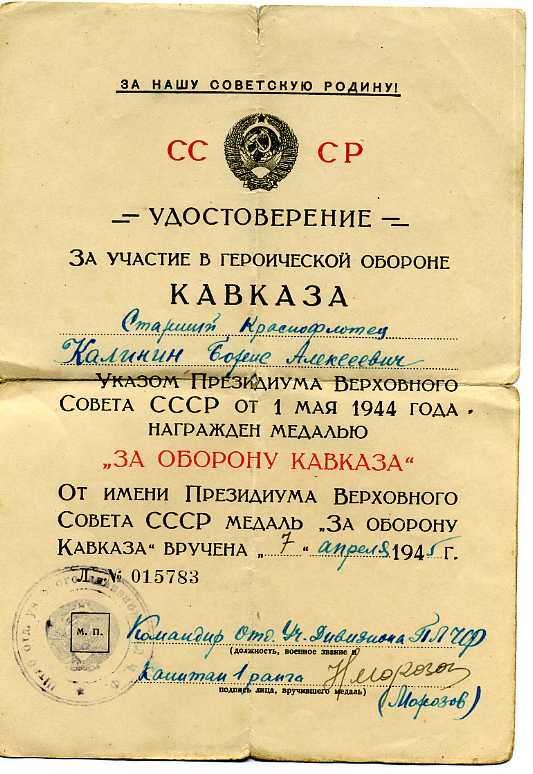 ЗА НАШУ СОВЕТСКУЮ РОДИНУ!
СС СР
УДОСТОВЕРЕНИЕ
ЗА УЧАСТИЕ В ГЕРОИЧЕСКОЙ ОБОРОНЕ
КАВКАЗА
Старший Краснофлотец
Калинин Борис Алексеевич
УКАЗОМ ПРЕЗИДИУМА ВЕРХОВНОГО
СОВЕТА СССР ОТ 1 МАЯ 1944 ГОДА
НАГРАЖДЕН МЕДАЛЬЮ
„ЗА ОБОРОНУ КАВКАЗА“
ОТ ИМЕНИ ПРЕЗИДИУМА ВЕРХОВНОГО
СОВЕТА СССР МЕДАЛЬ „ЗА ОБОРОНУ
КАВКАЗА“ ВРУЧЕНА „7“ апреля 1945 г.
Л. № 015783
М. П.
Командир Отд. Уч. Дивизиона ПЛ ЧФ
(должность, военное звание и
Капитан 1 ранга Морозов
подпись лица, вручившего медаль)
(Морозов)